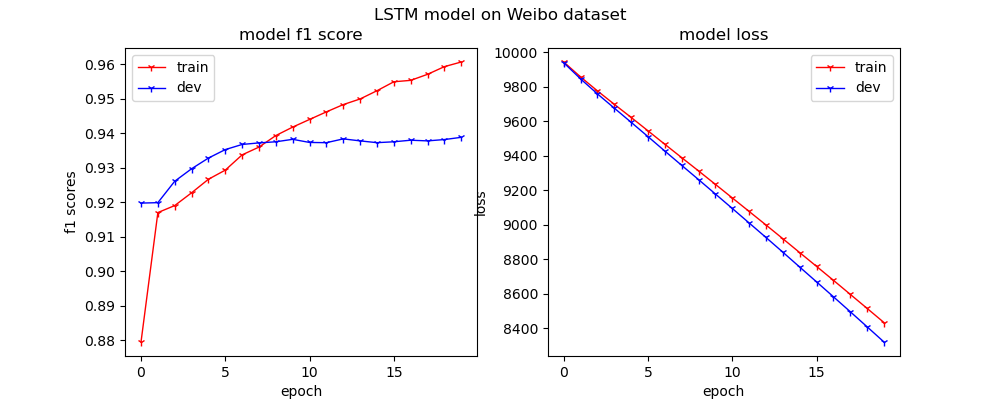 LSTM model on Weibo dataset
model f1 score
train
dev
0.96
0.95
0.94
0.93
0.92
0.91
0.90
0.89
0.88
f1 scores
0
5
10
15
epoch
model loss
train
dev
10000
9800
9600
9400
9200
9000
8800
8600
8400
loss
0
5
10
15
epoch